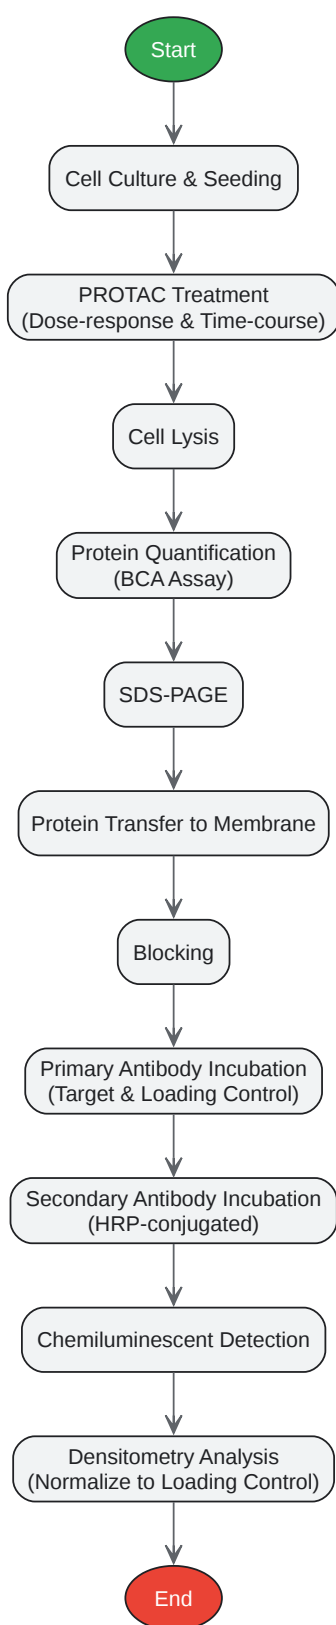 Start
Cell Culture & Seeding
PROTAC Treatment
(Dose-response & Time-course)
Cell Lysis
Protein Quantification
(BCA Assay)
SDS-PAGE
Protein Transfer to Membrane
Blocking
Primary Antibody Incubation
(Target & Loading Control)
Secondary Antibody Incubation
(HRP-conjugated)
Chemiluminescent Detection
Densitometry Analysis
(Normalize to Loading Control)
End